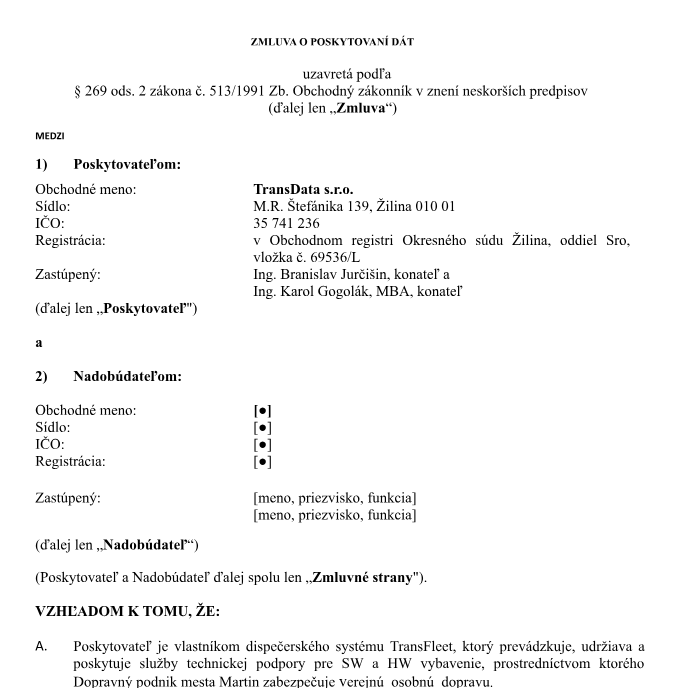 ZMLUVA O POSKYTOVANÍ DÁT
uzavretá podľa
§ 269 ods. 2 zákona č. 513/1991 Zb. Obchodný zákonník v znení neskorších predpisov
(ďalej len „Zmluva“)
MEDZI
1) Poskytovateľom:
Obchodné meno: TransData s.r.o.
Sídlo: M.R. Štefánika 139, Žilina 010 01
IČO: 35 741 236
Registrácia: v Obchodnom registri Okresného súdu Žilina, oddiel Sro,
vložka č. 69536/L
Zastúpený: Ing. Branislav Jurčišin, konateľ a
Ing. Karol Gogolák, MBA, konateľ
(ďalej len „Poskytovateľ")
a
2) Nadobúdateľom:
Obchodné meno: [●]
Sídlo: [●]
IČO: [●]
Registrácia: [●]
Zastúpený: [meno, priezvisko, funkcia]
[meno, priezvisko, funkcia]
(ďalej len „Nadobúdateľ“)
(Poskytovateľ a Nadobúdateľ ďalej spolu len „Zmluvné strany").
VZHĽADOM K TOMU, ŽE:
A. Poskytovateľ je vlastníkom dispečerského systému TransFleet, ktorý prevádzkuje, udržiava a
poskytuje služby technickej podpory pre SW a HW vybavenie, prostredníctvom ktorého
Dopravný podnik mesta Martin zabezpečuje verejnú osobnú dopravu.